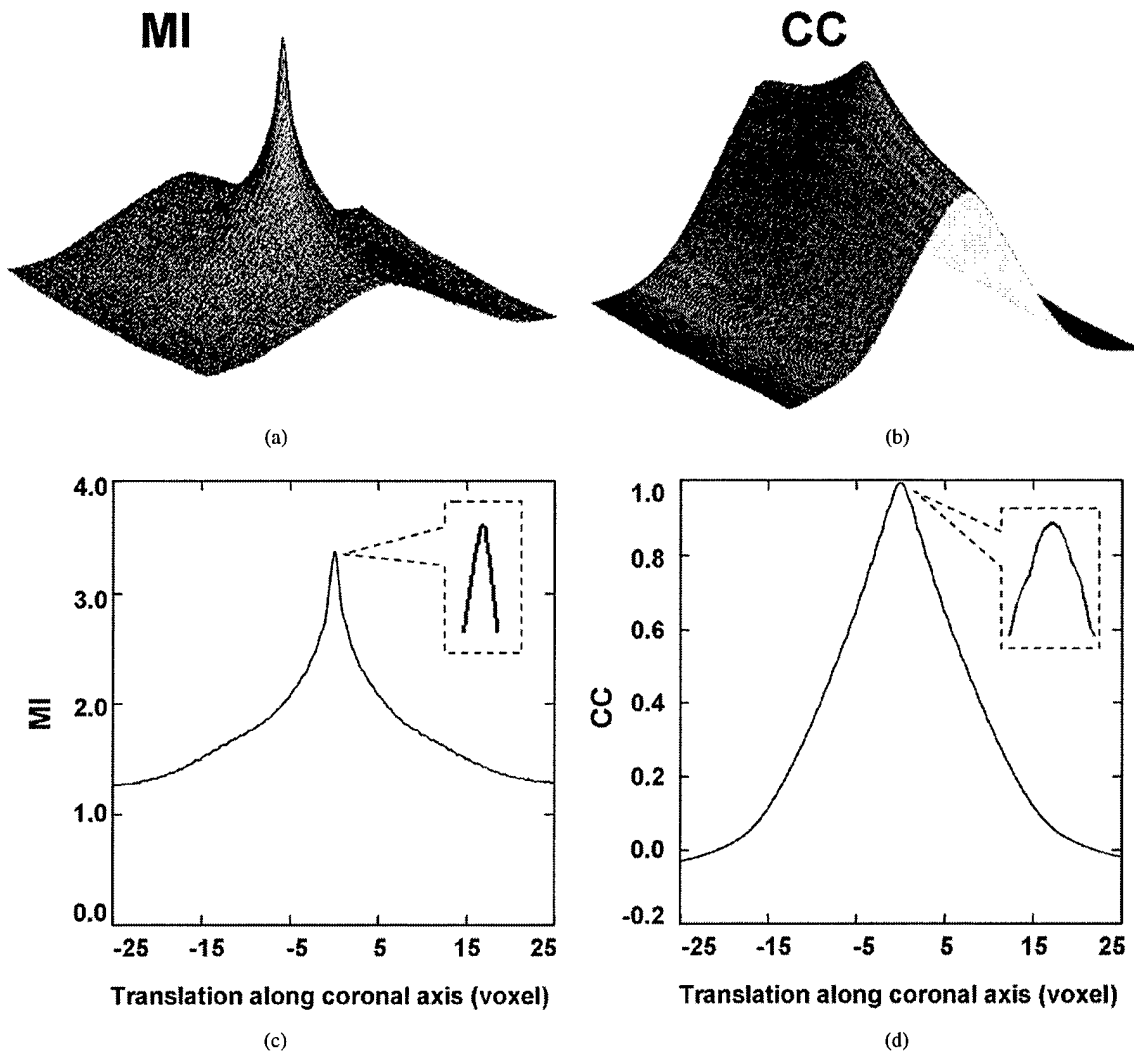 MI
CC
(a)
(b)
4.0
3.0
2.0
1.0
0.0
MI
-25 -15 -5 5 15 25
Translation along coronal axis (voxel)
(c)
1.0
0.8
0.6
0.4
0.2
0.0
-0.2
CC
-25 -15 -5 5 15 25
Translation along coronal axis (voxel)
(d)